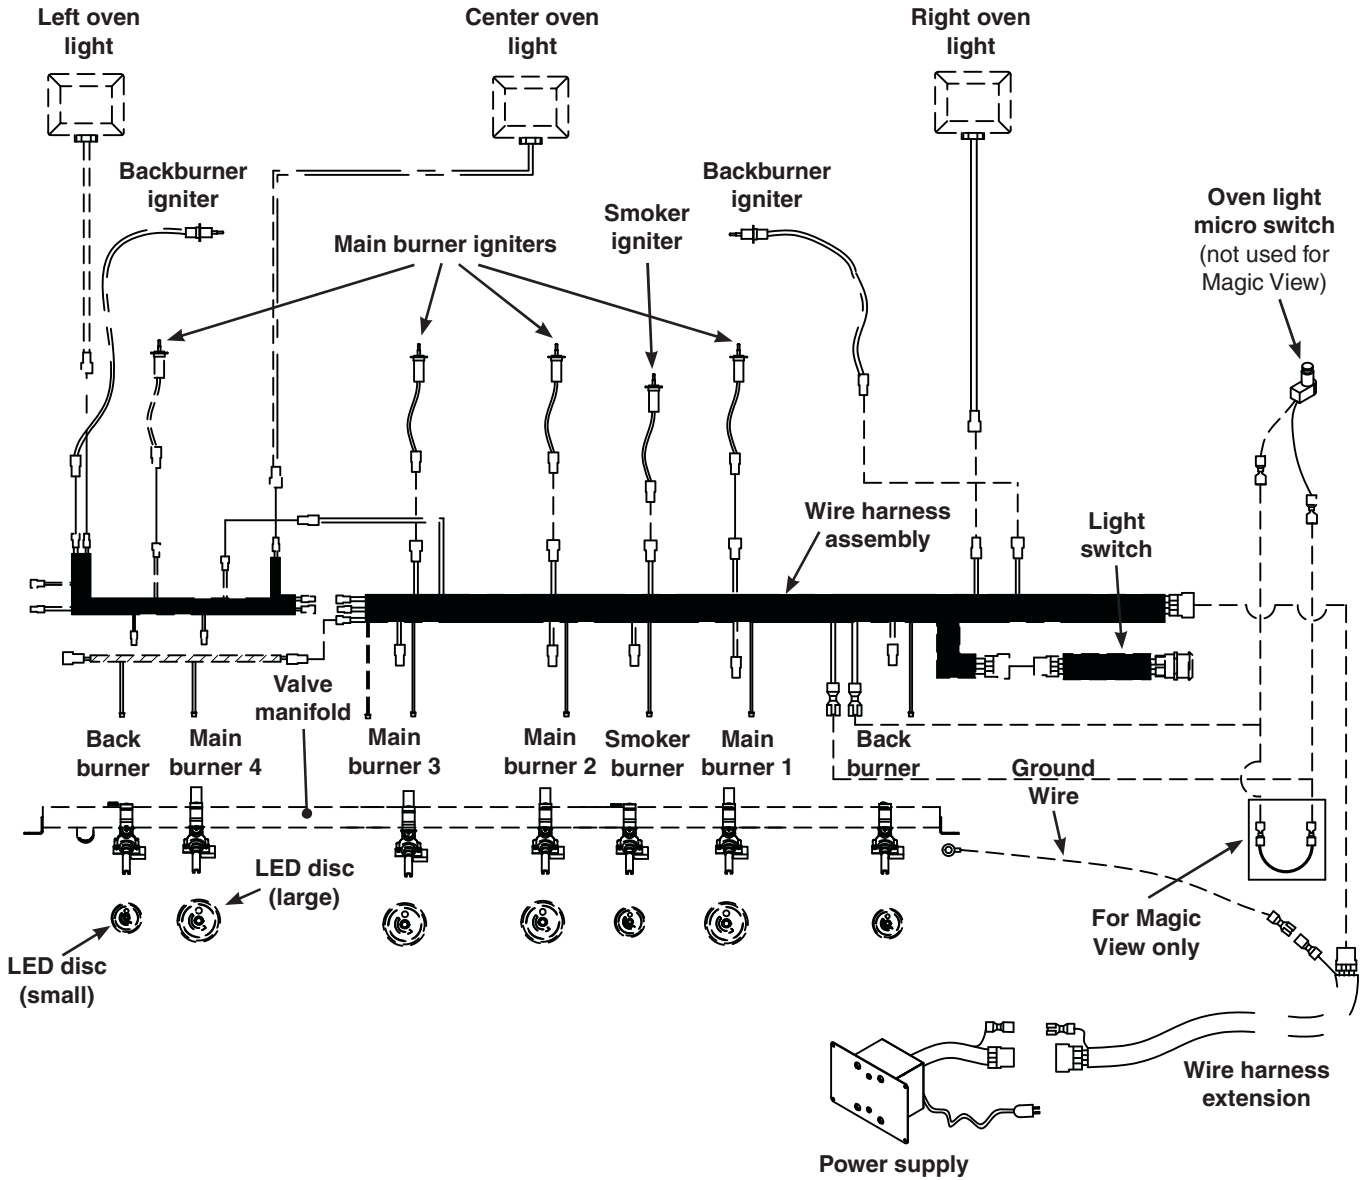 Left oven
light
Center oven
light
Right oven
light
Backburner
igniter
Main burner igniters
Smoker
igniter
Backburner
igniter
Oven light
micro switch
(not used for
Magic View)
Wire harness
assembly
Light
switch
Valve
manifold
Back
burner
Main
burner 4
Main
burner 3
Main
burner 2
Smoker
burner
Main
burner 1
Back
burner
Ground
Wire
LED disc
(large)
LED disc
(small)
For Magic
View only
Wire harness
extension
Power supply